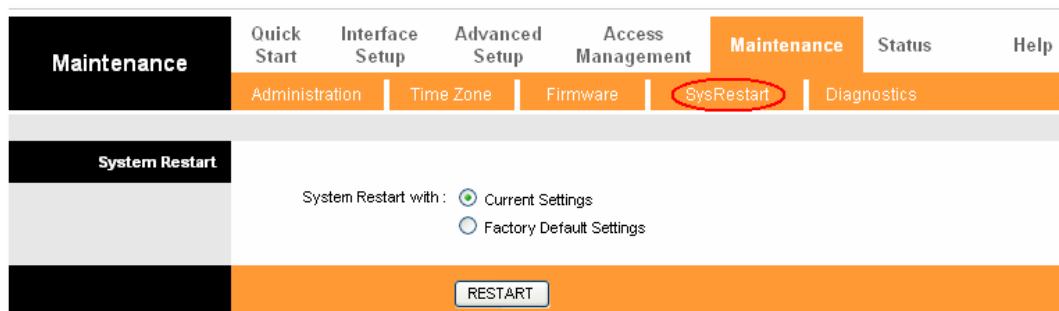 Maintenance
Quick Start
Interface Setup
Advanced Setup
Access Management
Maintenance
Status
Help
Administration
Time Zone
Firmware
SysRestart
Diagnostics
System Restart
System Restart with :
Current Settings
Factory Default Settings
RESTART